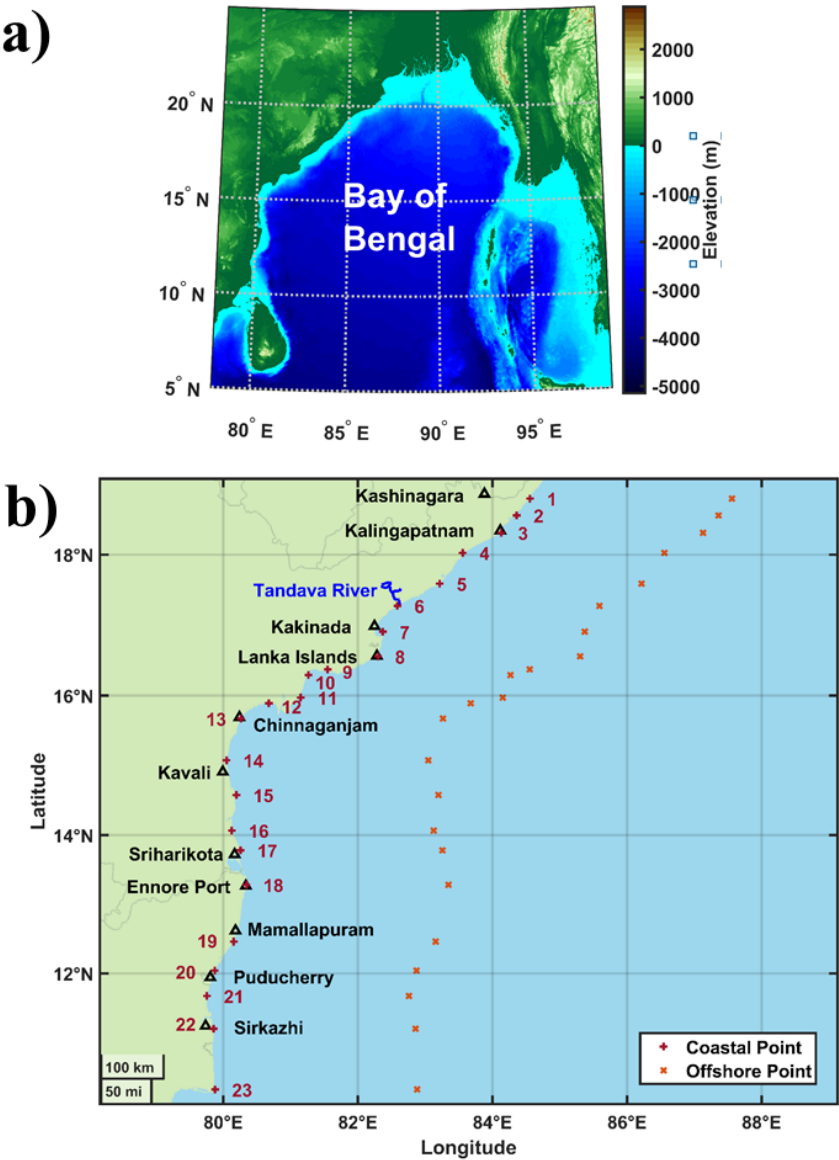 a)
2000
1000
0
-1000
-2000
-3000
-4000
-5000
Elevation (m)
20° N
15° N
10° N
5° N
Bay of
Bengal
80° E 85° E 90° E 95° E
b)
Kashinagara 1
2
Kalingapatnam 3
18°N
4
Tandava River 5
6
Kakinada 7
Lanka Islands 8
9
10
16°N
11
12
13 Chinnaganjam
14
Kavali
15
14°N
16
Sriharikota 17
Ennore Port 18
Mamallapuram
19
12°N
20 Puducherry
21
22 Sirkazhi
23
100 km
50 mi
Coastal Point
Offshore Point
80°E 82°E 84°E 86°E 88°E
Longitude
Latitude